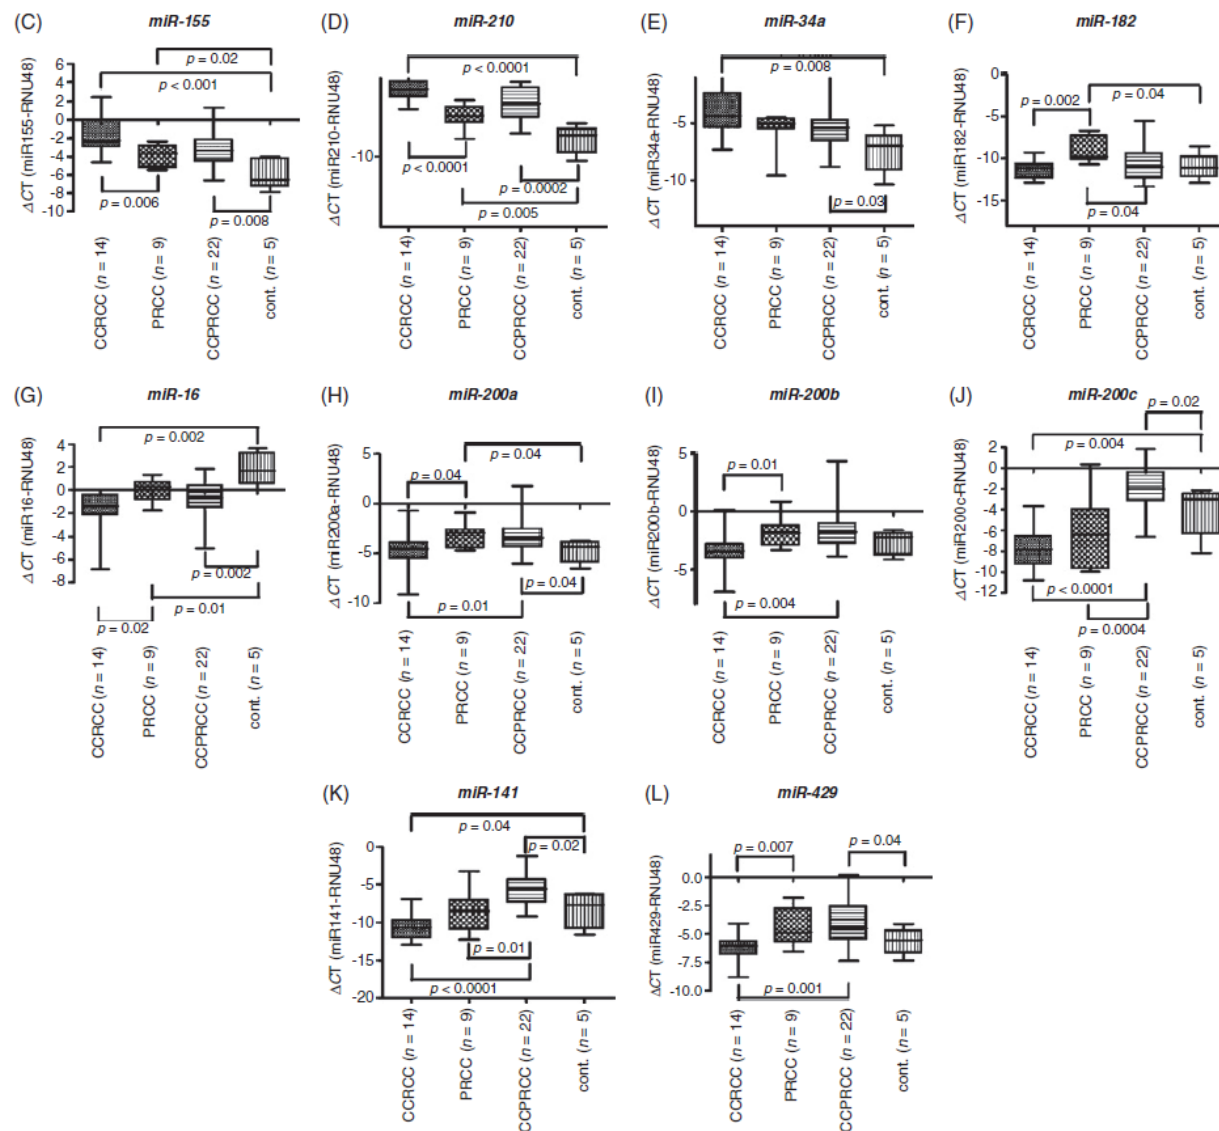 (C) miR-155
p = 0.02
p < 0.001
ΔCT (miR155-RNU48)
6
4
2
0
-2
-4
-6
-8
-10
p = 0.006
p = 0.008
CCRCC (n = 14)
PRCC (n = 9)
CCPRCC (n = 22)
cont. (n = 5)
(D) miR-210
p < 0.0001
ΔCT (miR210-RNU48)
-10
p < 0.0001
p = 0.0002
p = 0.005
CCRCC (n = 14)
PRCC (n = 9)
CCPRCC (n = 22)
cont. (n = 5)
(E) miR-34a
p = 0.008
ΔCT (miR34a-RNU48)
-5
-10
p = 0.03
CCRCC (n = 14)
PRCC (n = 9)
CCPRCC (n = 22)
cont. (n = 5)
(F) miR-182
ΔCT (miR182-RNU48)
0
-5
-10
-15
p = 0.002
p = 0.04
p = 0.04
CCRCC (n = 14)
PRCC (n = 9)
CCPRCC (n = 22)
cont. (n = 5)
(G) miR-16
p = 0.002
ΔCT (miR16-RNU48)
4
2
0
-2
-4
-6
-8
p = 0.002
p = 0.01
p = 0.02
CCRCC (n = 14)
PRCC (n = 9)
CCPRCC (n = 22)
cont. (n = 5)
(H) miR-200a
ΔCT (miR200a-RNU48)
5
0
-5
-10
p = 0.04
p = 0.04
p = 0.04
p = 0.01
CCRCC (n = 14)
PRCC (n = 9)
CCPRCC (n = 22)
cont. (n = 5)
(I) miR-200b
ΔCT (miR200b-RNU48)
5
0
-5
p = 0.01
p = 0.004
CCRCC (n = 14)
PRCC (n = 9)
CCPRCC (n = 22)
cont. (n = 5)
(J) miR-200c
p = 0.02
p = 0.004
ΔCT (miR200c-RNU48)
2
0
-2
-4
-6
-8
-10
-12
p < 0.0001
p = 0.0004
CCRCC (n = 14)
PRCC (n = 9)
CCPRCC (n = 22)
cont. (n = 5)
(K) miR-141
p = 0.04
p = 0.02
ΔCT (miR141-RNU48)
0
-5
-10
-15
-20
p = 0.01
p < 0.0001
CCRCC (n = 14)
PRCC (n = 9)
CCPRCC (n = 22)
cont. (n = 5)
(L) miR-429
p = 0.007
p = 0.04
ΔCT (miR429-RNU48)
0.0
-2.5
-5.0
-7.5
-10.0
p = 0.001
CCRCC (n = 14)
PRCC (n = 9)
CCPRCC (n = 22)
cont. (n = 5)